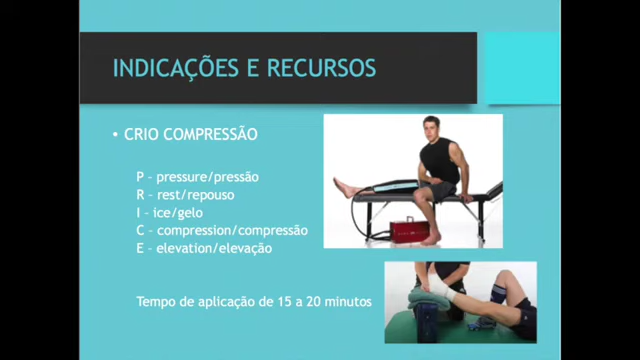 INDICAÇÕES E RECURSOS
• CRIO COMPRESSÃO
P – pressure/pressão
R – rest/repouso
I – ice/gelo
C – compression/compressão
E – elevation/elevação
Tempo de aplicação de 15 a 20 minutos